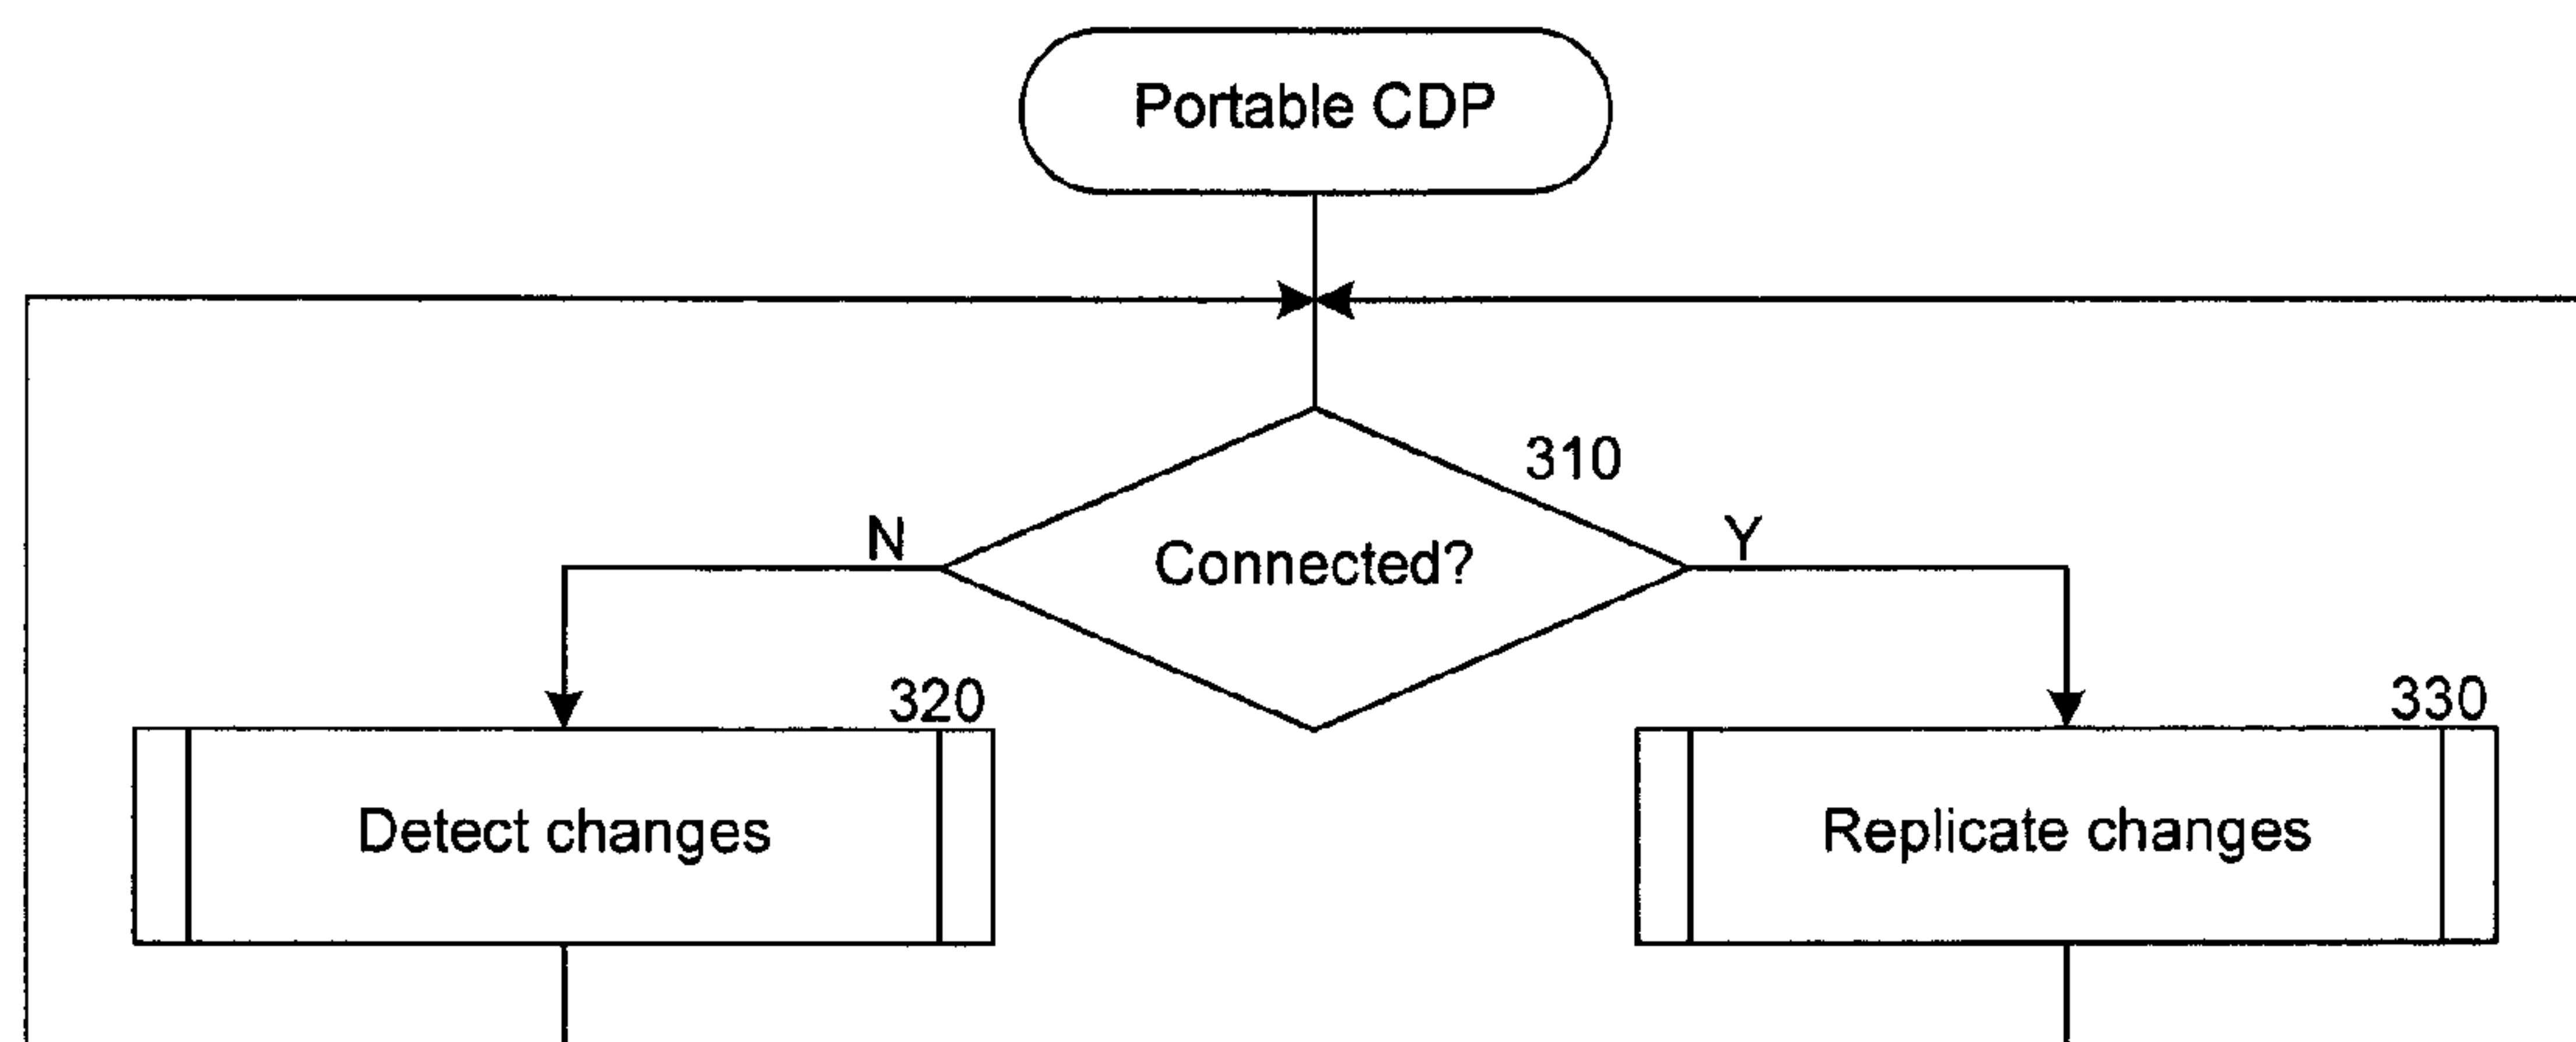 Portable CDP
310
N
Connected?
Y
320
330
Detect changes
Replicate changes